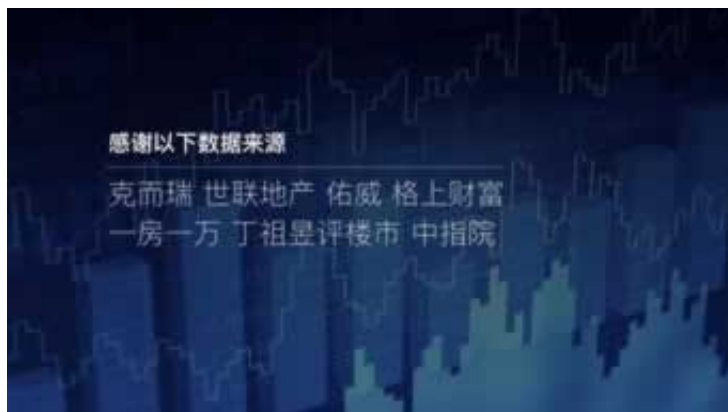 感谢以下数据来源
克而瑞 世联地产 佑威 格上财富
一房一万 丁祖昱评楼市 中指院